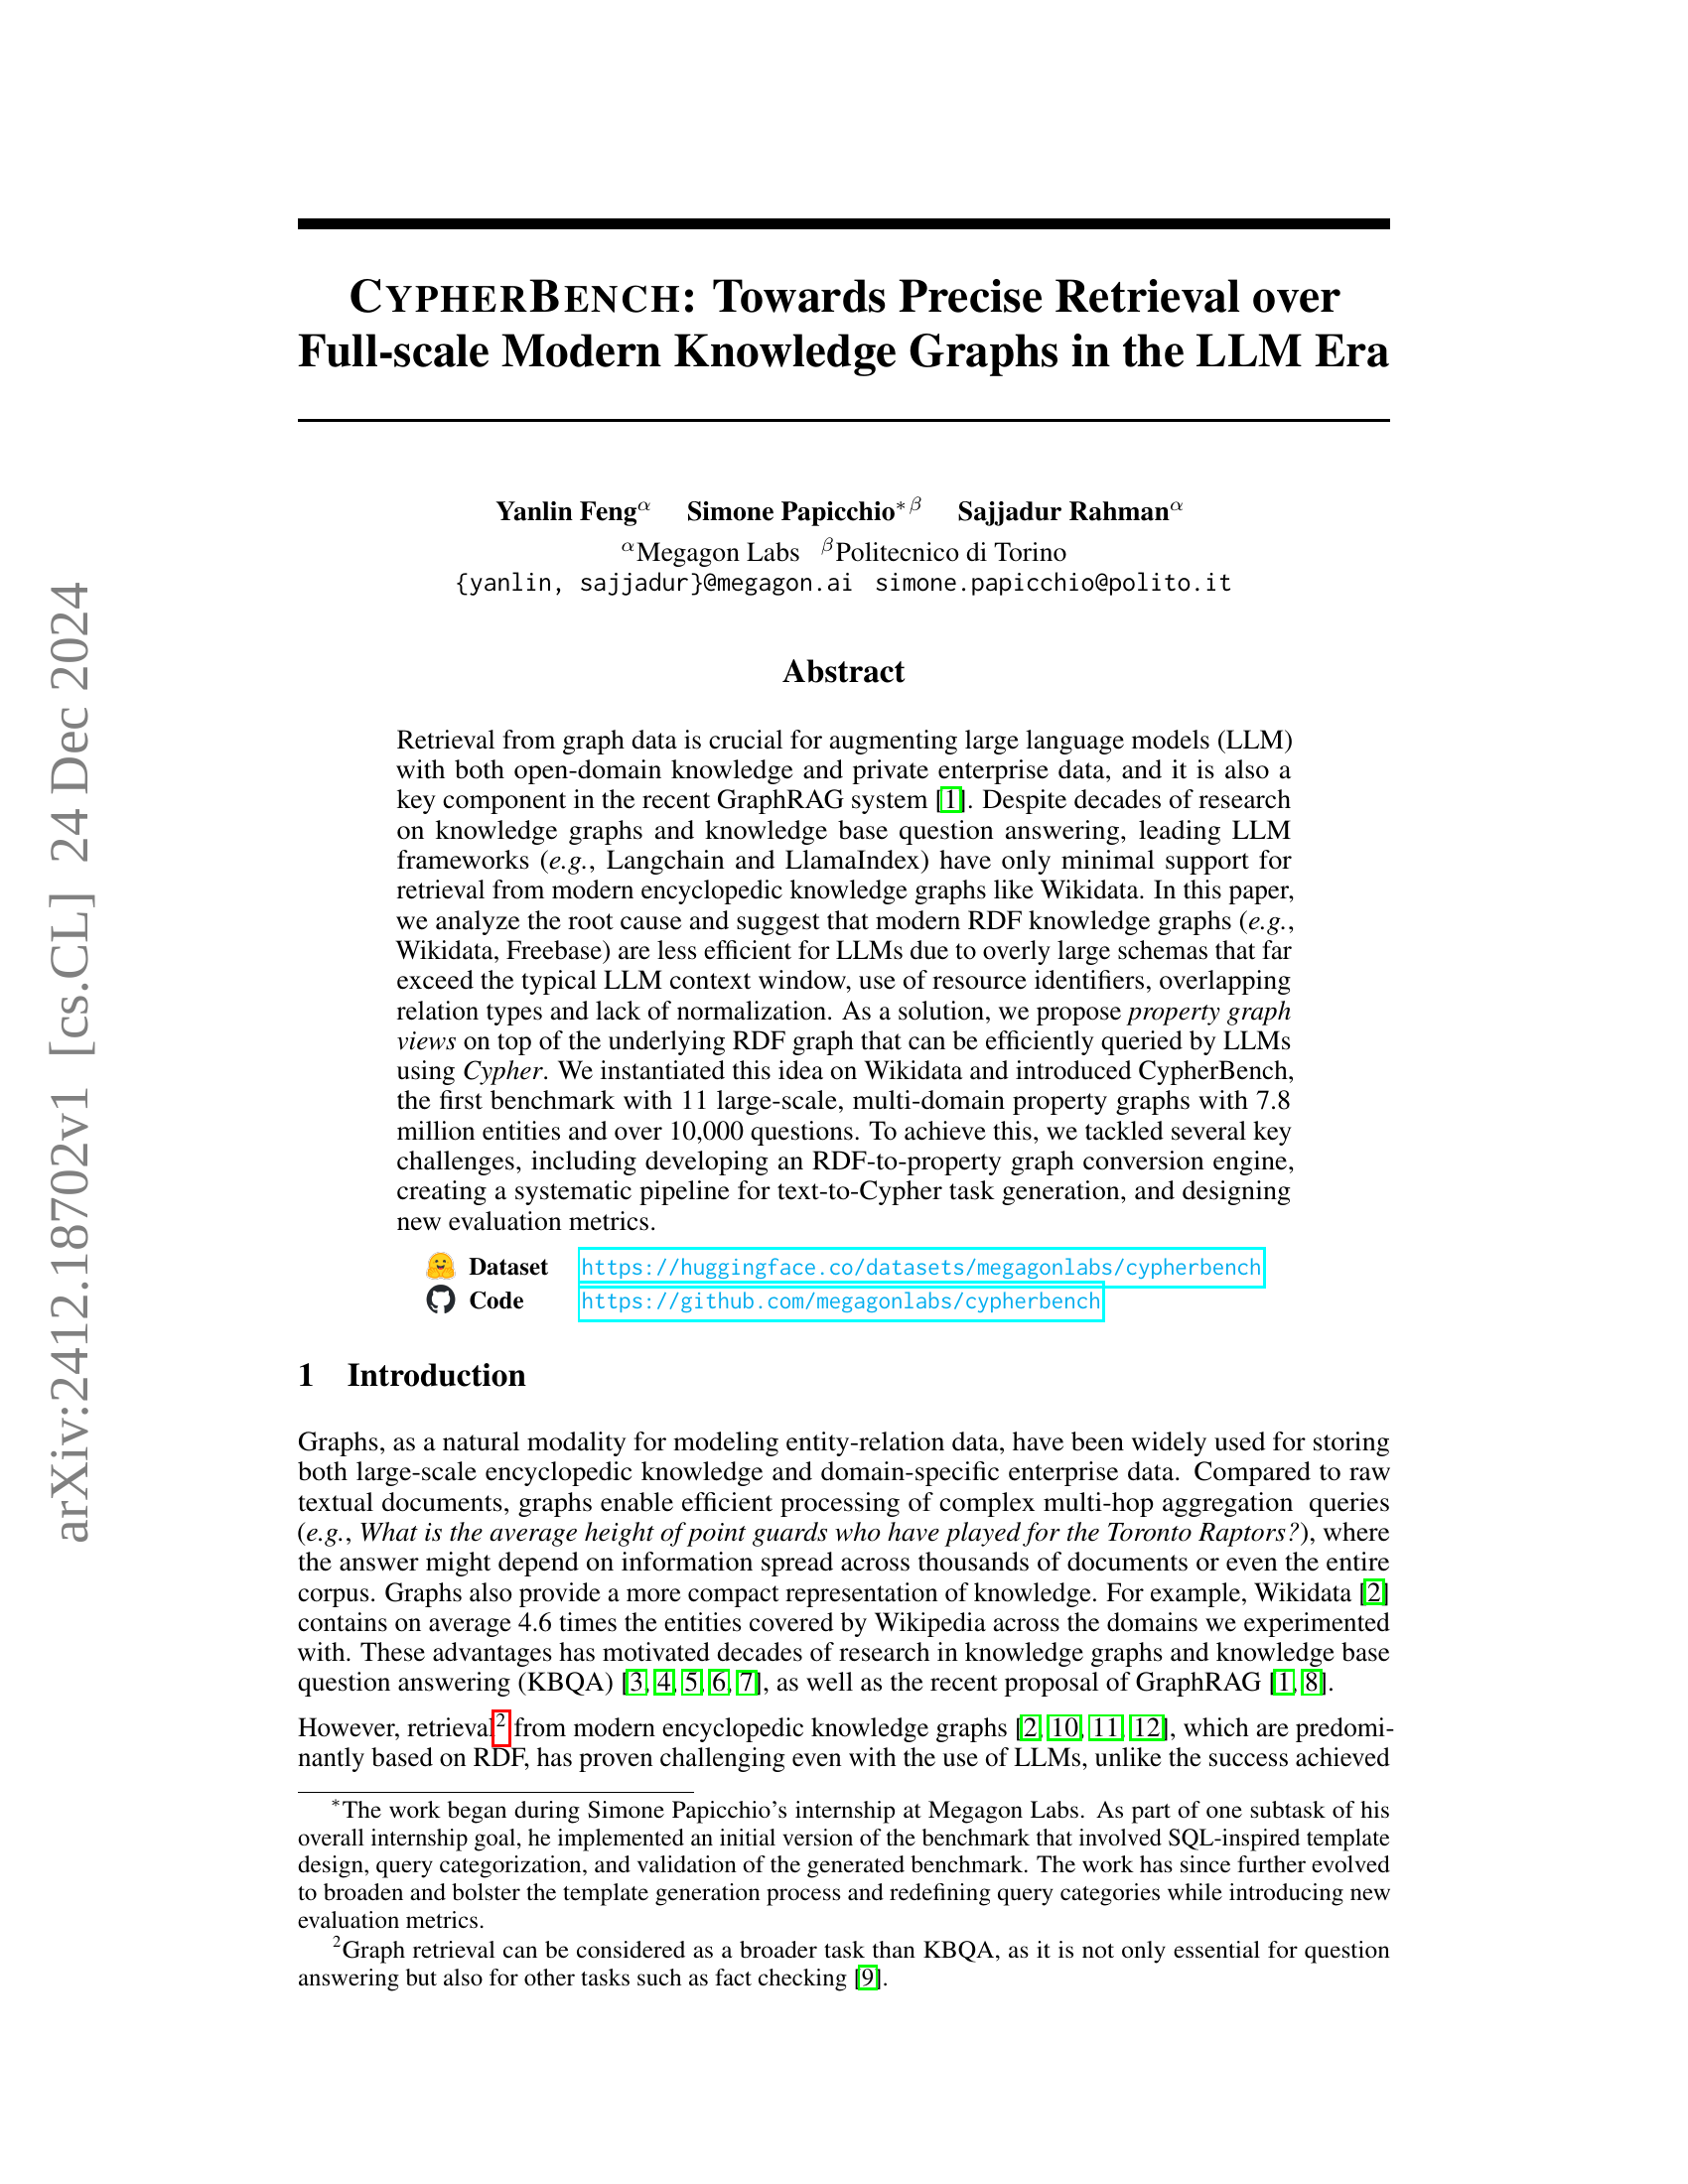 CYPHERBENCH: Towards Precise Retrieval over
Full-scale Modern Knowledge Graphs in the LLM Era
Yanlin Feng^α Simone Papicchio^*β Sajjadur Rahman^α
^αMegagon Labs ^βPolitecnico di Torino
{yanlin, sajjadur}@megagon.ai simone.papicchio@polito.it
Abstract
Retrieval from graph data is crucial for augmenting large language models (LLM)
with both open-domain knowledge and private enterprise data, and it is also a
key component in the recent GraphRAG system [1]. Despite decades of research
on knowledge graphs and knowledge base question answering, leading LLM
frameworks (e.g., Langchain and LlamaIndex) have only minimal support for
retrieval from modern encyclopedic knowledge graphs like Wikidata. In this paper,
we analyze the root cause and suggest that modern RDF knowledge graphs (e.g.,
Wikidata, Freebase) are less efficient for LLMs due to overly large schemas that far
exceed the typical LLM context window, use of resource identifiers, overlapping
relation types and lack of normalization. As a solution, we propose property graph
views on top of the underlying RDF graph that can be efficiently queried by LLMs
using Cypher. We instantiated this idea on Wikidata and introduced CypherBench,
the first benchmark with 11 large-scale, multi-domain property graphs with 7.8
million entities and over 10,000 questions. To achieve this, we tackled several key
challenges, including developing an RDF-to-property graph conversion engine,
creating a systematic pipeline for text-to-Cypher task generation, and designing
new evaluation metrics.
Dataset https://huggingface.co/datasets/megagonlabs/cypherbench
Code https://github.com/megagonlabs/cypherbench
1 Introduction
Graphs, as a natural modality for modeling entity-relation data, have been widely used for storing
both large-scale encyclopedic knowledge and domain-specific enterprise data. Compared to raw
textual documents, graphs enable efficient processing of complex multi-hop aggregation queries
(e.g., What is the average height of point guards who have played for the Toronto Raptors?), where
the answer might depend on information spread across thousands of documents or even the entire
corpus. Graphs also provide a more compact representation of knowledge. For example, Wikidata [2]
contains on average 4.6 times the entities covered by Wikipedia across the domains we experimented
with. These advantages has motivated decades of research in knowledge graphs and knowledge base
question answering (KBQA) [3, 4, 5, 6, 7], as well as the recent proposal of GraphRAG [1, 8].
However, retrieval² from modern encyclopedic knowledge graphs [2, 10, 11, 12], which are predomi-
nantly based on RDF, has proven challenging even with the use of LLMs, unlike the success achieved
*The work began during Simone Papicchio's internship at Megagon Labs. As part of one subtask of his
overall internship goal, he implemented an initial version of the benchmark that involved SQL-inspired template
design, query categorization, and validation of the generated benchmark. The work has since further evolved
to broaden and bolster the template generation process and redefining query categories while introducing new
evaluation metrics.
²Graph retrieval can be considered as a broader task than KBQA, as it is not only essential for question
answering but also for other tasks such as fact checking [9].
arXiv:2412.18702v1 [cs.CL] 24 Dec 2024